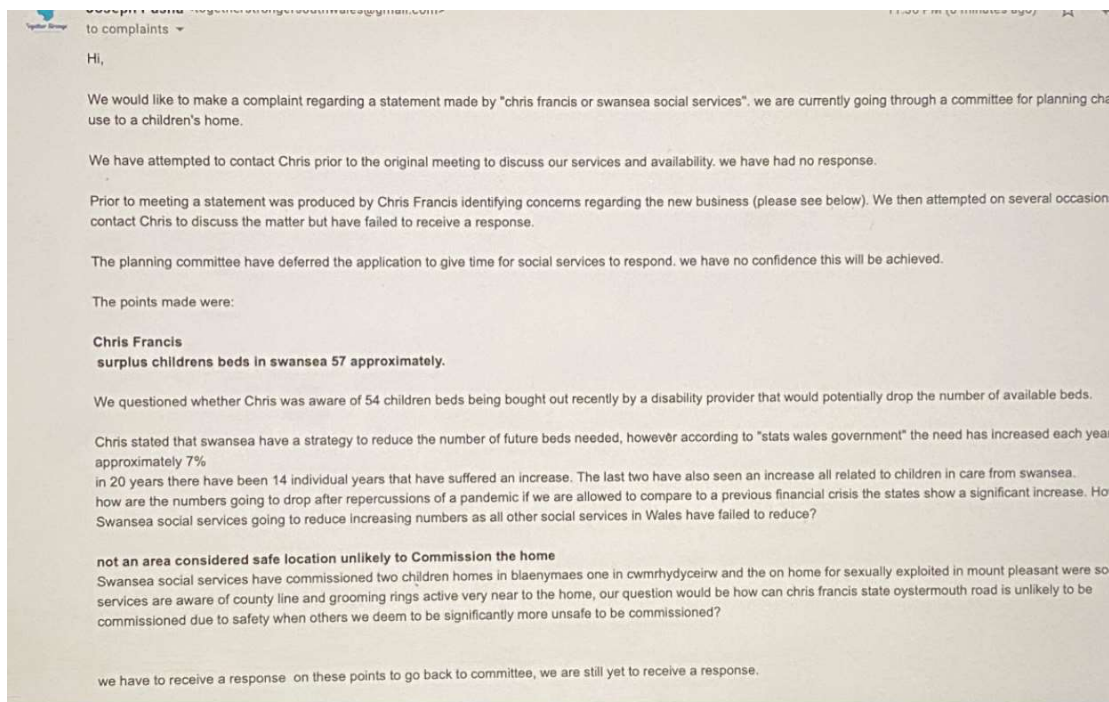 to complaints
Hi,
We would like to make a complaint regarding a statement made by "chris francis or swansea social services". we are currently going through a committee for planning cha
use to a children's home.
We have attempted to contact Chris prior to the original meeting to discuss our services and availability. we have had no response.
Prior to meeting a statement was produced by Chris Francis identifying concerns regarding the new business (please see below). We then attempted on several occasion
contact Chris to discuss the matter but have failed to receive a response.
The planning committee have deferred the application to give time for social services to respond. we have no confidence this will be achieved.
The points made were:
Chris Francis
surplus childrens beds in swansea 57 approximately.
We questioned whether Chris was aware of 54 children beds being bought out recently by a disability provider that would potentially drop the number of available beds.
Chris stated that swansea have a strategy to reduce the number of future beds needed, however according to "stats wales government" the need has increased each yea
approximately 7%
in 20 years there have been 14 individual years that have suffered an increase. The last two have also seen an increase all related to children in care from swansea.
how are the numbers going to drop after repercussions of a pandemic if we are allowed to compare to a previous financial crisis the states show a significant increase. Ho
Swansea social services going to reduce increasing numbers as all other social services in Wales have failed to reduce?
not an area considered safe location unlikely to Commission the home
Swansea social services have commissioned two children homes in blaenymaes one in cwmrhydyceirw and the on home for sexually exploited in mount pleasant were so
services are aware of county line and grooming rings active very near to the home, our question would be how can chris francis state oystermouth road is unlikely to be
commissioned due to safety when others we deem to be significantly more unsafe to be commissioned?
we have to receive a response on these points to go back to committee, we are still yet to receive a response.